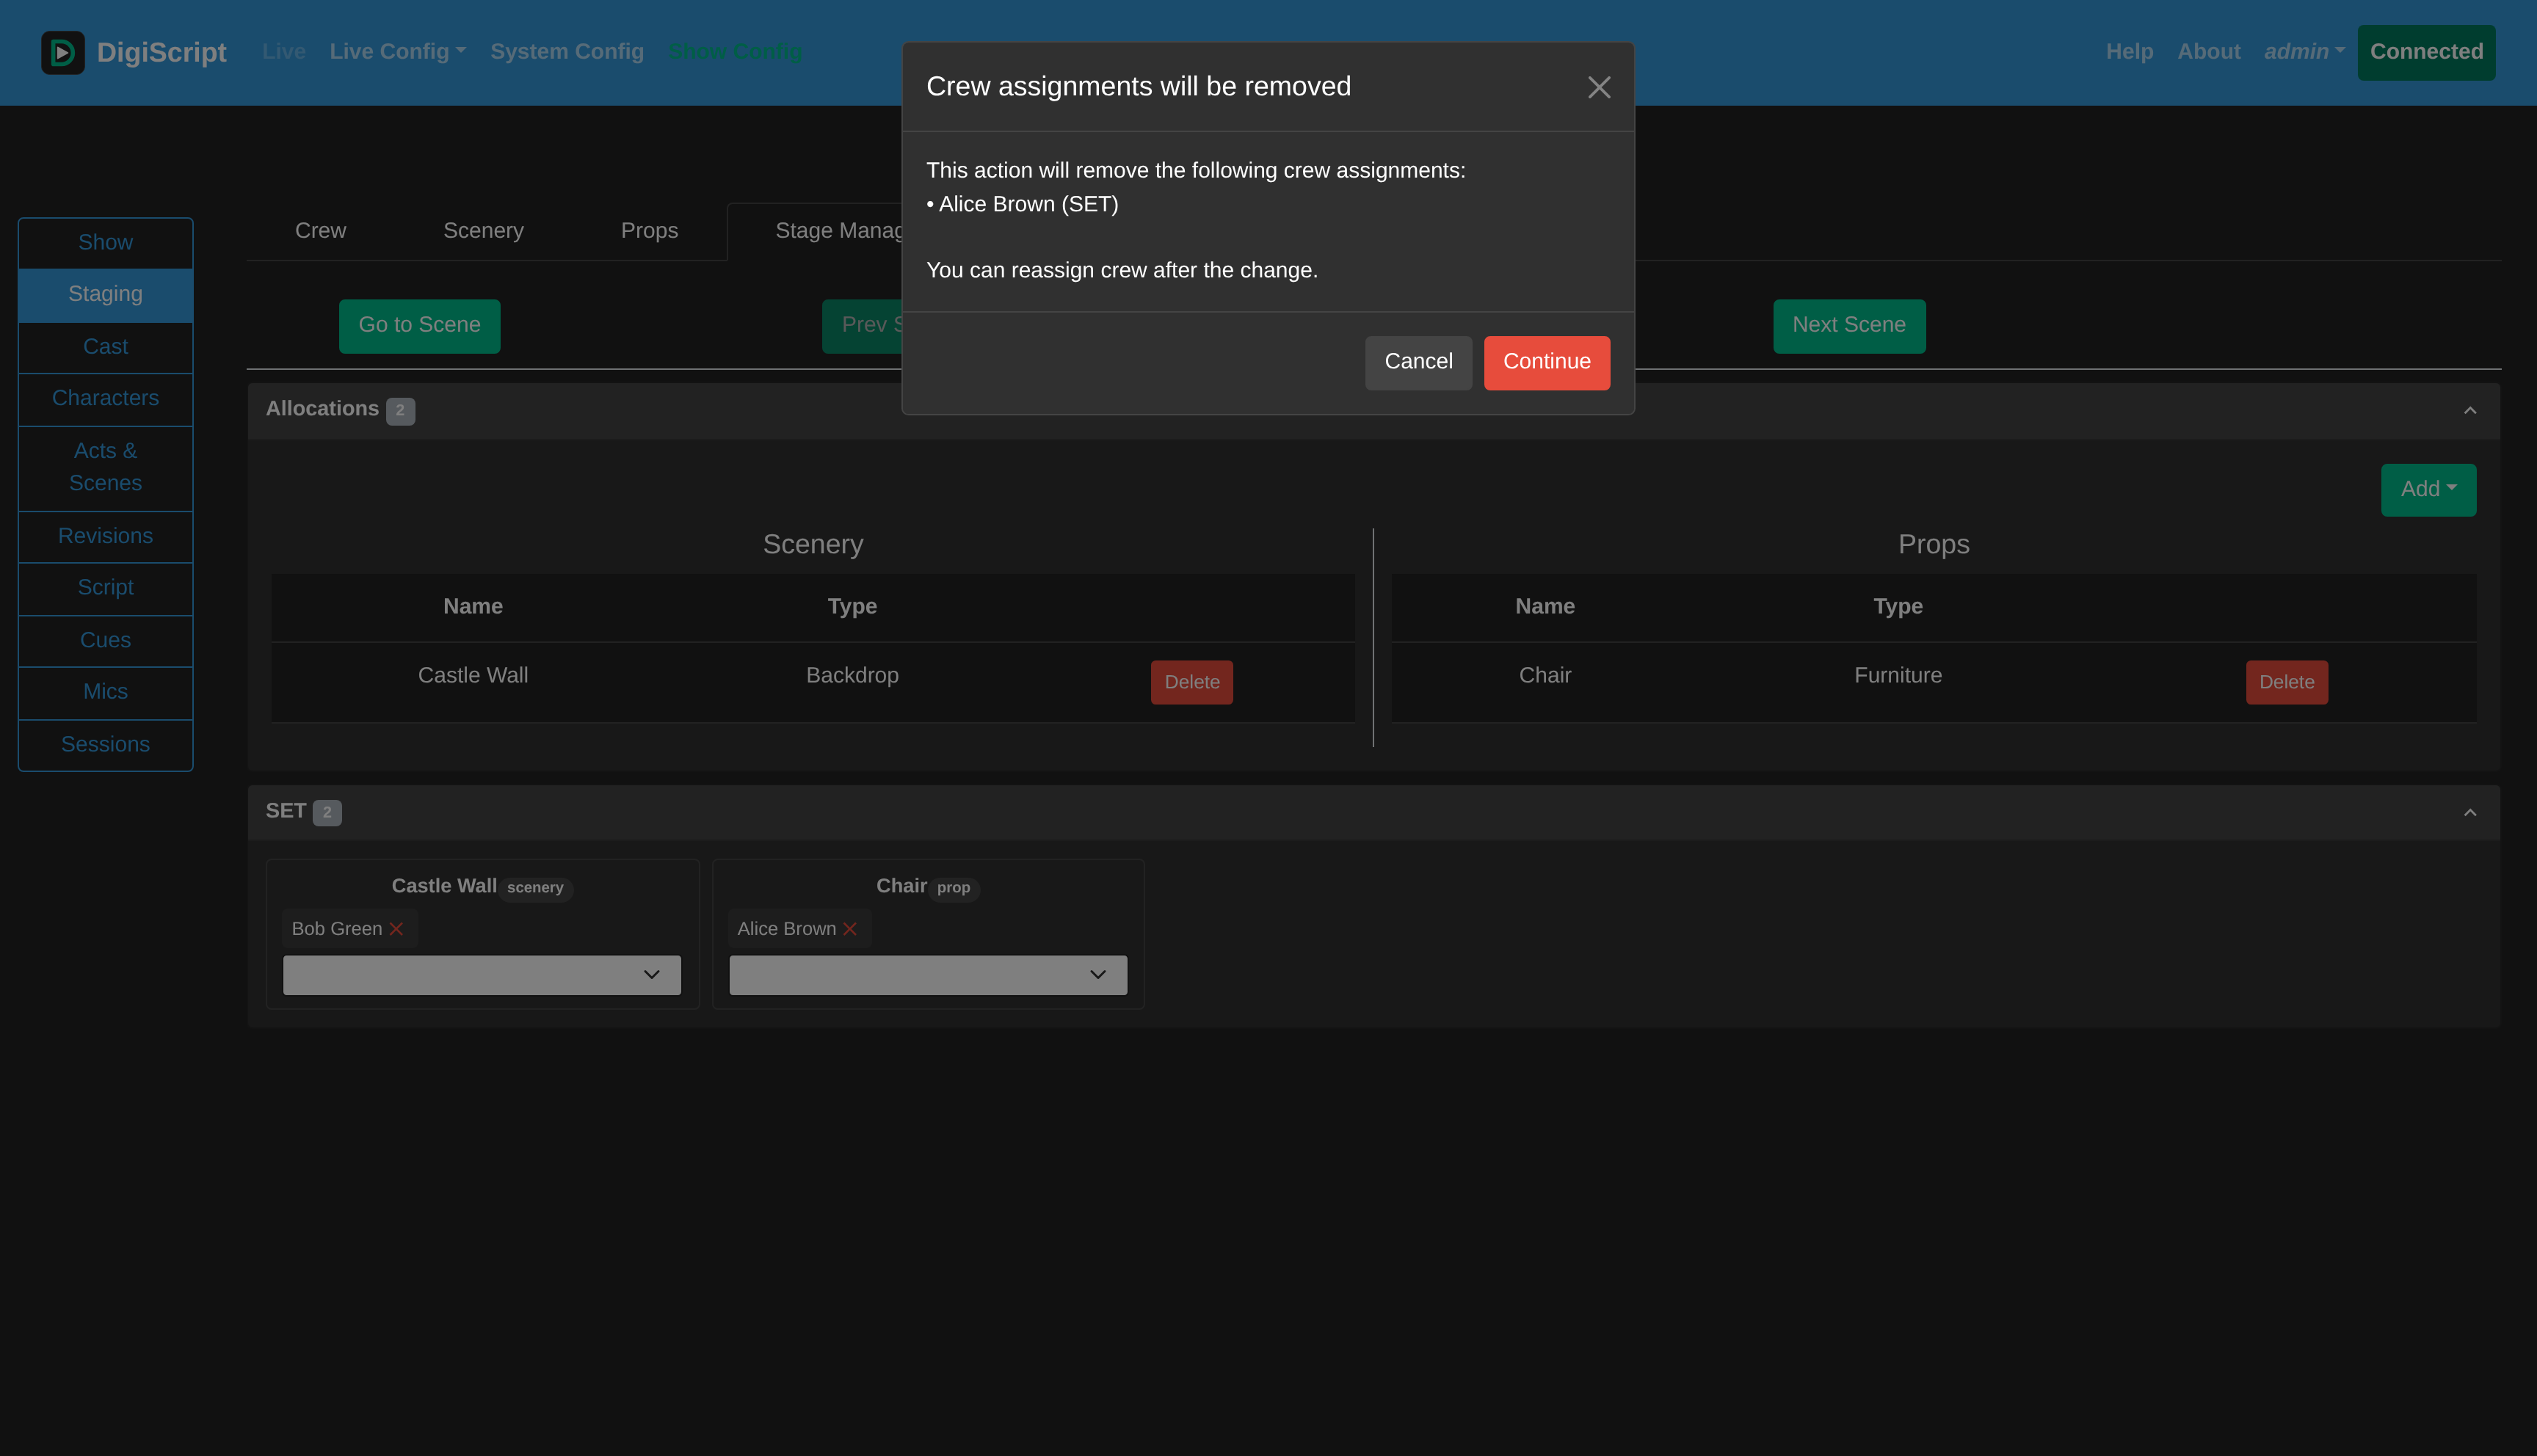 DigiScript Live Live Config System Config Show Config Help About admin Connected
Crew assignments will be removed
This action will remove the following crew assignments:
• Alice Brown (SET)
You can reassign crew after the change.
Cancel Continue
Show
Staging
Cast
Characters
Acts &
Scenes
Revisions
Script
Cues
Mics
Sessions
Crew Scenery Props Stage Manag
Go to Scene Prev S Next Scene
Allocations 2
Add
Scenery
Name Type
Castle Wall Backdrop Delete
Props
Name Type
Chair Furniture Delete
SET 2
Castle Wall scenery
Bob Green
Chair prop
Alice Brown